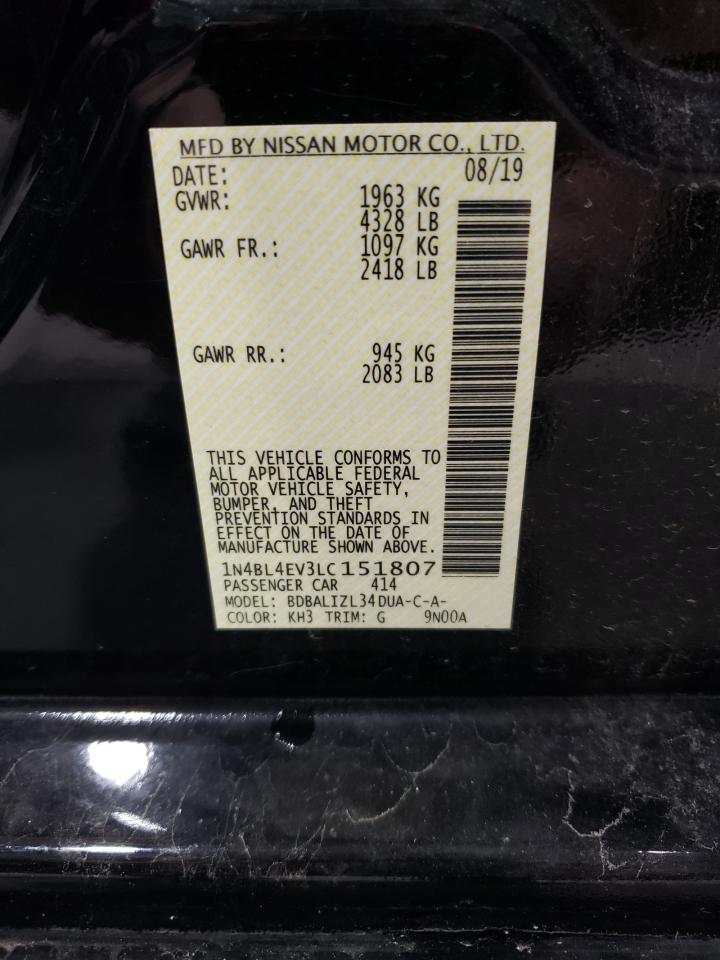 MFD BY NISSAN MOTOR CO., LTD.
DATE: 08/19
GVWR: 1963 KG
4328 LB
GAWR FR.: 1097 KG
2418 LB
GAWR RR.: 945 KG
2083 LB
THIS VEHICLE CONFORMS TO
ALL APPLICABLE FEDERAL
MOTOR VEHICLE SAFETY,
BUMPER, AND THEFT
PREVENTION STANDARDS IN
EFFECT ON THE DATE OF
MANUFACTURE SHOWN ABOVE.
1N4BL4EV3LC151807
PASSENGER CAR 414
MODEL: BDBALIZL34DUA-C-A-
COLOR: KH3 TRIM: G 9N00A